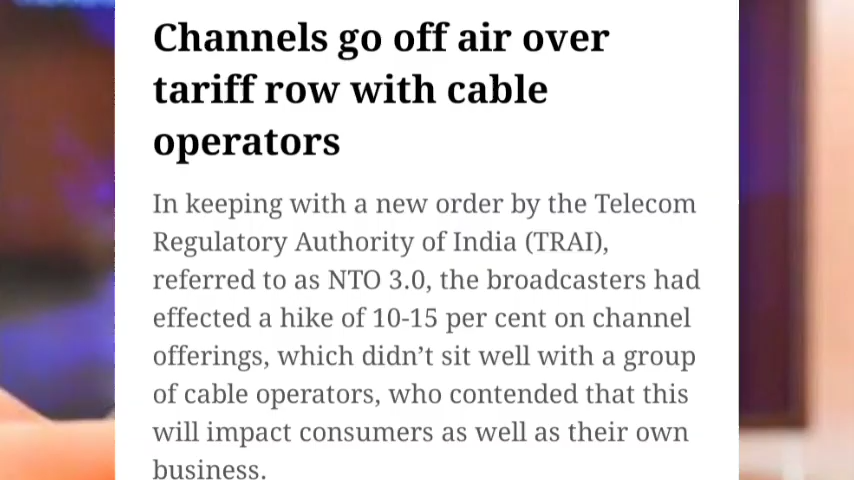 Channels go off air over
tariff row with cable
operators
In keeping with a new order by the Telecom
Regulatory Authority of India (TRAI),
referred to as NTO 3.0, the broadcasters had
effected a hike of 10-15 per cent on channel
offerings, which didn’t sit well with a group
of cable operators, who contended that this
will impact consumers as well as their own
business.